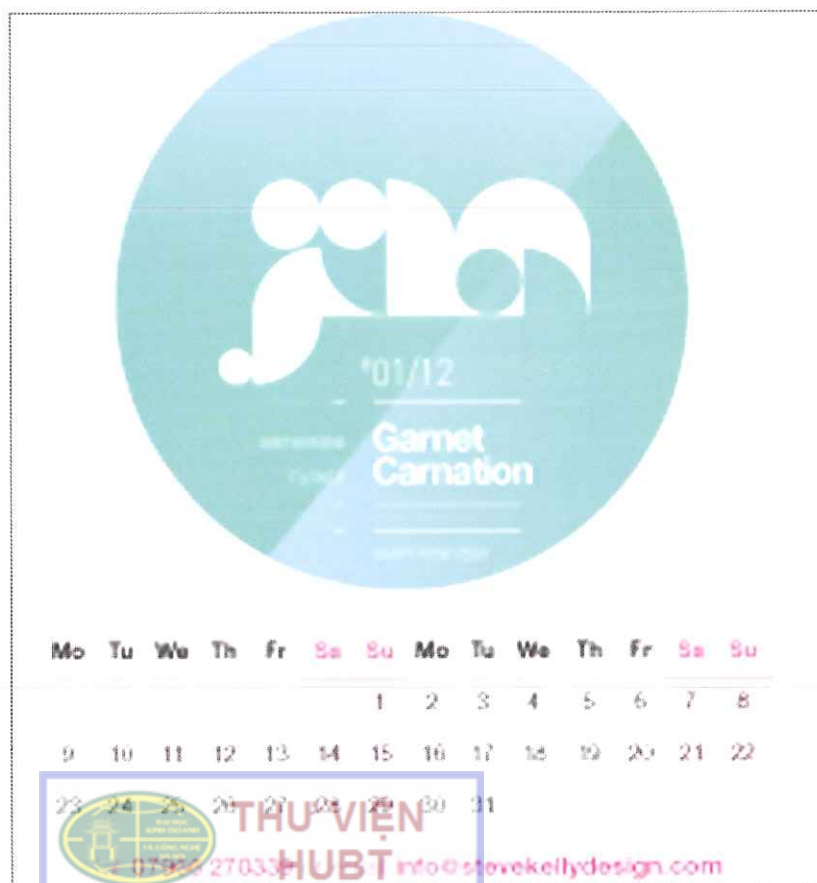 jan
#01/12
Garnet
Carnation
Mo Tu We Th Fr Sa Su Mo Tu We Th Fr Sa Su
1 2 3 4 5 6 7 8
9 10 11 12 13 14 15 16 17 18 19 20 21 22
23 24 25 26 27 28 29 30 31
THƯ VIỆN
HUBT
info@stevekellydesign.com